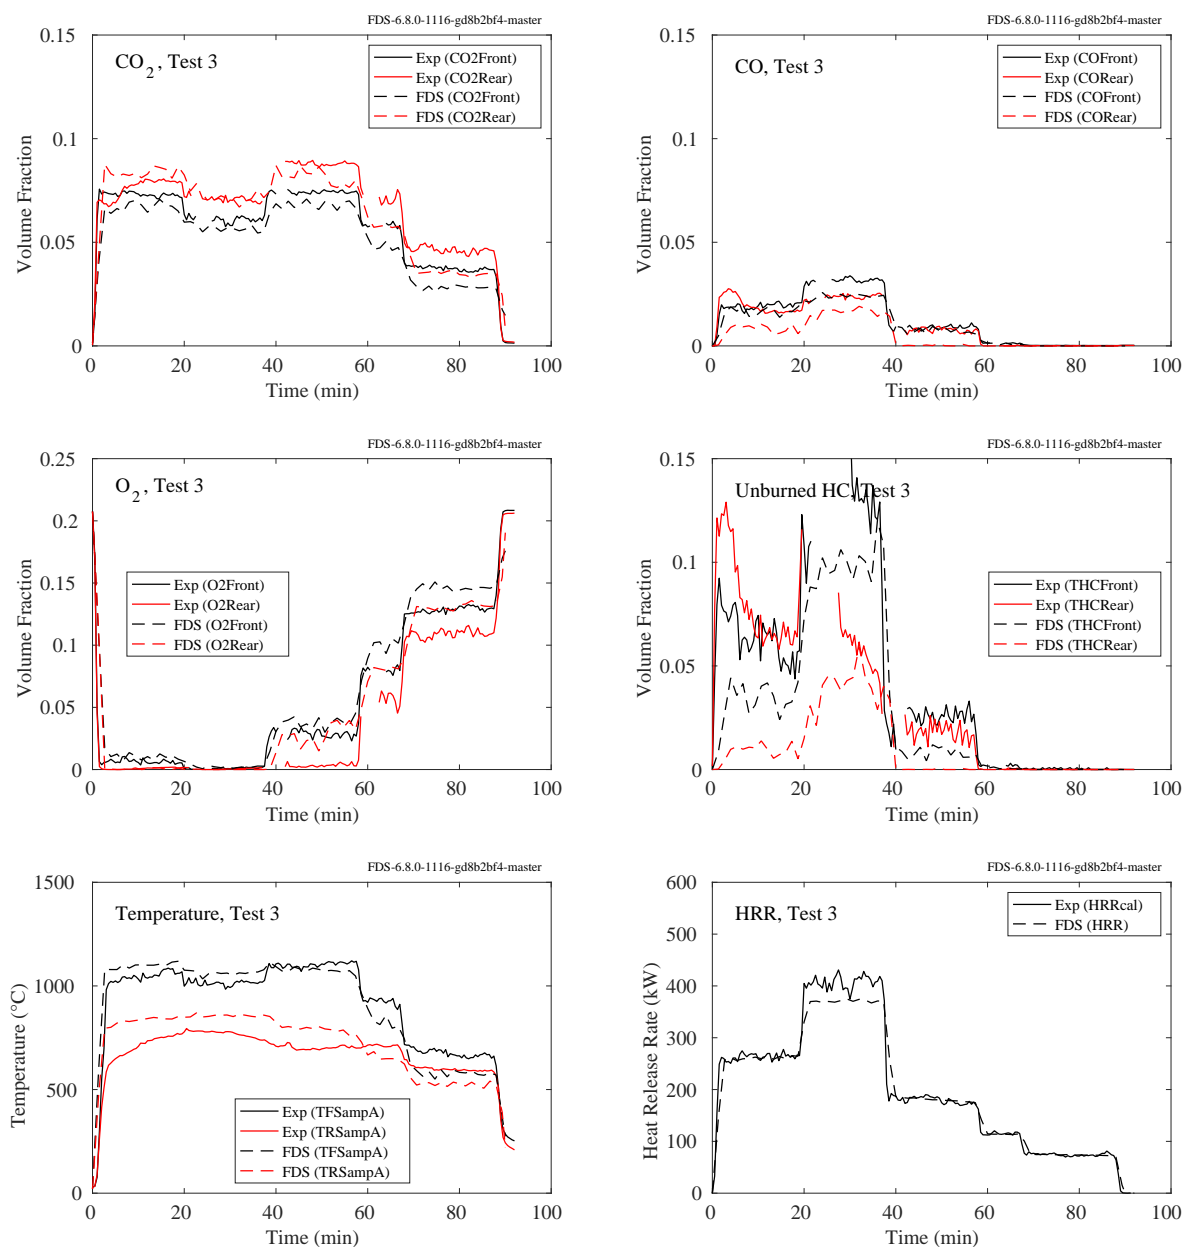 FDS-6.8.0-1116-gd8b2bf4-master
CO2, Test 3
Exp (CO2Front)
Exp (CO2Rear)
FDS (CO2Front)
FDS (CO2Rear)
0.15
0.1
0.05
0
Volume Fraction
0 20 40 60 80 100
Time (min)
FDS-6.8.0-1116-gd8b2bf4-master
CO, Test 3
Exp (COFront)
Exp (CORear)
FDS (COFront)
FDS (CORear)
0.15
0.1
0.05
0
Volume Fraction
0 20 40 60 80 100
Time (min)
FDS-6.8.0-1116-gd8b2bf4-master
O2, Test 3
Exp (O2Front)
Exp (O2Rear)
FDS (O2Front)
FDS (O2Rear)
0.25
0.2
0.15
0.1
0.05
0
Volume Fraction
0 20 40 60 80 100
Time (min)
FDS-6.8.0-1116-gd8b2bf4-master
Unburned HC, Test 3
Exp (THCFront)
Exp (THCRear)
FDS (THCFront)
FDS (THCRear)
0.15
0.1
0.05
0
Volume Fraction
0 20 40 60 80 100
Time (min)
FDS-6.8.0-1116-gd8b2bf4-master
Temperature, Test 3
Exp (TFSampA)
Exp (TRSampA)
FDS (TFSampA)
FDS (TRSampA)
1500
1000
500
0
Temperature (°C)
0 20 40 60 80 100
Time (min)
FDS-6.8.0-1116-gd8b2bf4-master
HRR, Test 3
Exp (HRRcal)
FDS (HRR)
600
500
400
300
200
100
0
Heat Release Rate (kW)
0 20 40 60 80 100
Time (min)